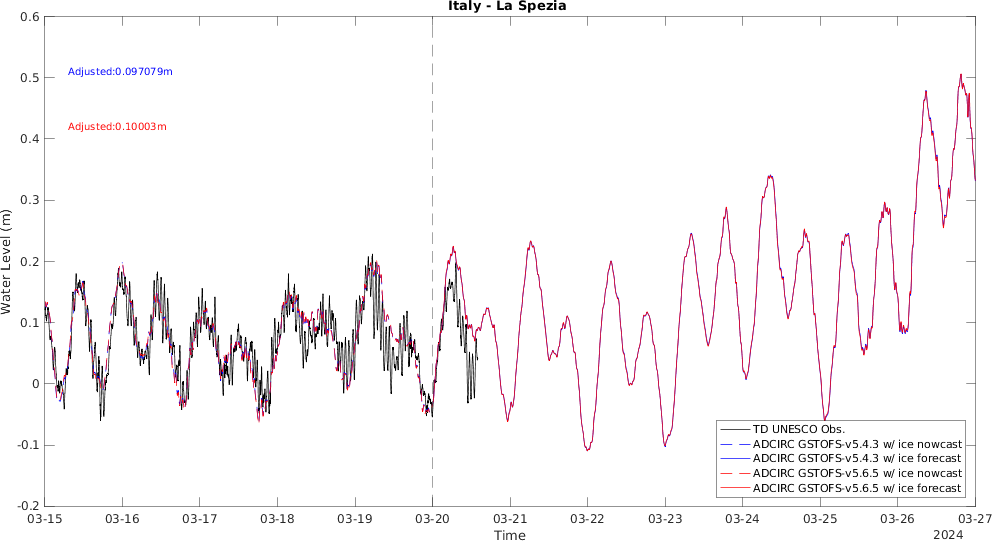 Italy - La Spezia
0.6
0.5
0.4
0.3
0.2
0.1
0
-0.1
-0.2
Water Level (m)
Adjusted:0.097079m
Adjusted:0.10003m
TD UNESCO Obs.
ADCIRC GSTOFS-v5.4.3 w/ ice nowcast
ADCIRC GSTOFS-v5.4.3 w/ ice forecast
ADCIRC GSTOFS-v5.6.5 w/ ice nowcast
ADCIRC GSTOFS-v5.6.5 w/ ice forecast
03-15 03-16 03-17 03-18 03-19 03-20 03-21 03-22 03-23 03-24 03-25 03-26 03-27
Time
2024